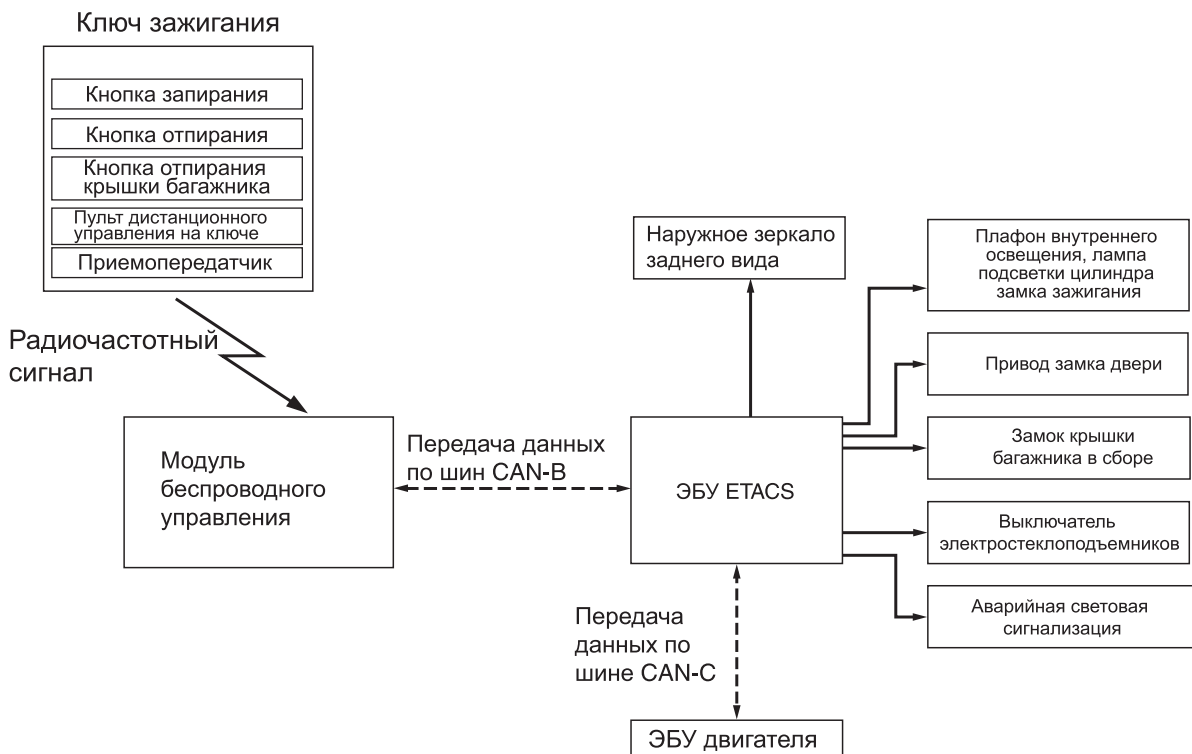 Ключ зажигания
Кнопка запирания
Кнопка отпирания
Кнопка отпирания
крышки багажника
Пульт дистанционного
управления на ключе
Приемопередатчик
Радиочастотный
сигнал
Модуль
беспроводного
управления
Передача данных
по шин CAN-B
Наружное зеркало
заднего вида
ЭБУ ETACS
Плафон внутреннего
освещения, лампа
подсветки цилиндра
замка зажигания
Привод замка двери
Замок крышки
багажника в сборе
Выключатель
электростеклоподъемников
Аварийная световая
сигнализация
Передача
данных по
шине CAN-C
ЭБУ двигателя